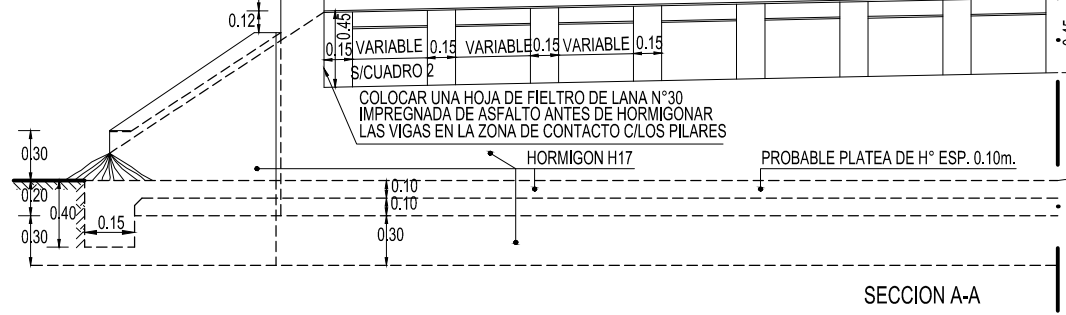 0.12
0.45
0.15 VARIABLE 0.15 VARIABLE 0.15 VARIABLE 0.15
S/CUADRO 2
COLOCAR UNA HOJA DE FIELTRO DE LANA N°30
IMPREGNADA DE ASFALTO ANTES DE HORMIGONAR
LAS VIGAS EN LA ZONA DE CONTACTO C/LOS PILARES
0.30
HORMIGON H17
PROBABLE PLATEA DE H° ESP. 0.10m.
0.20
0.10
0.40
0.10
0.15
0.30
0.30
SECCION A-A